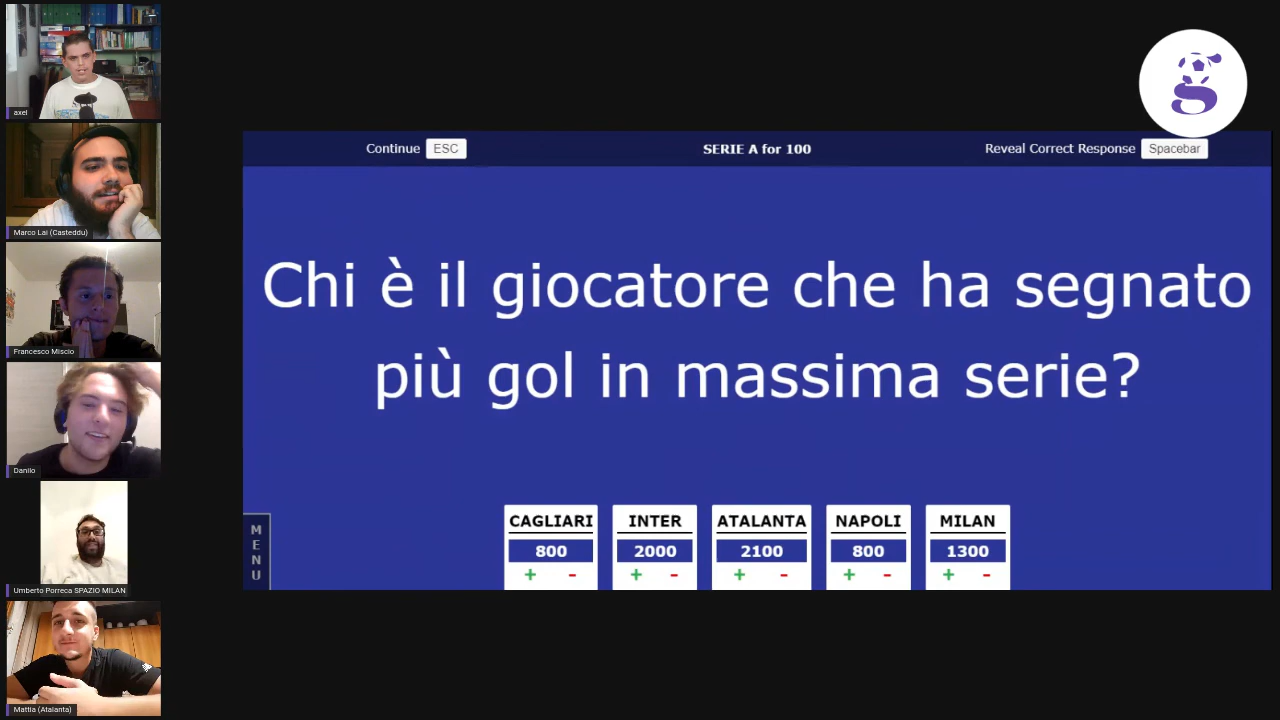 axel
Marco Lai (Casteddu)
Francesco Miscio
Danilo
Umberto Porreca SPAZIO MILAN
Mattia (Atalanta)
g
Continue ESC
SERIE A for 100
Reveal Correct Response Spacebar
Chi è il giocatore che ha segnato
più gol in massima serie?
MENU
CAGLIARI INTER ATALANTA NAPOLI MILAN
800 2000 2100 800 1300
+ - + - + - + - + -